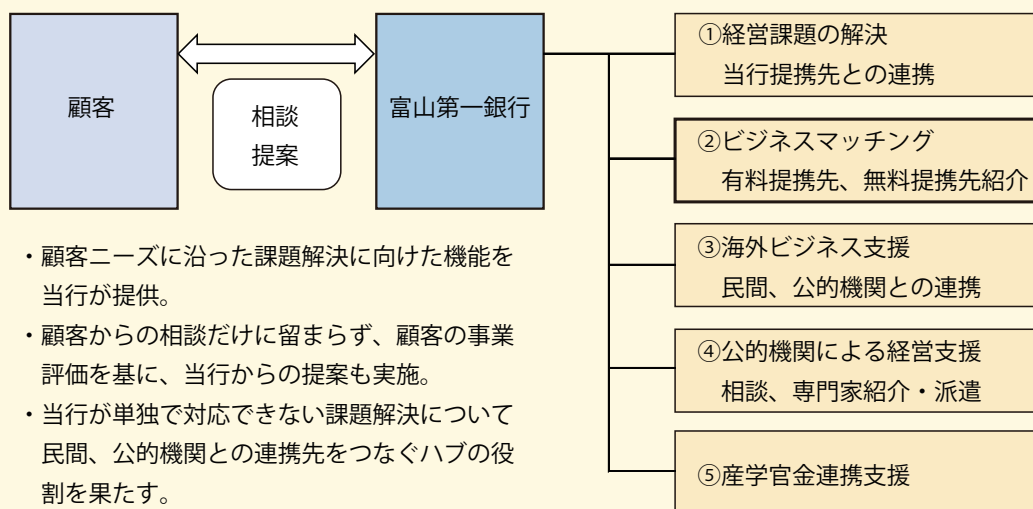 顧客
相談
提案
富山第一銀行
・顧客ニーズに沿った課題解決に向けた機能を
当行が提供。
・顧客からの相談だけに留まらず、顧客の事業
評価を基に、当行からの提案も実施。
・当行が単独で対応できない課題解決について
民間、公的機関との連携先をつなぐハブの役
割を果たす。
①経営課題の解決
当行提携先との連携
②ビジネスマッチング
有料提携先、無料提携先紹介
③海外ビジネス支援
民間、公的機関との連携
④公的機関による経営支援
相談、専門家紹介・派遣
⑤産学官金連携支援